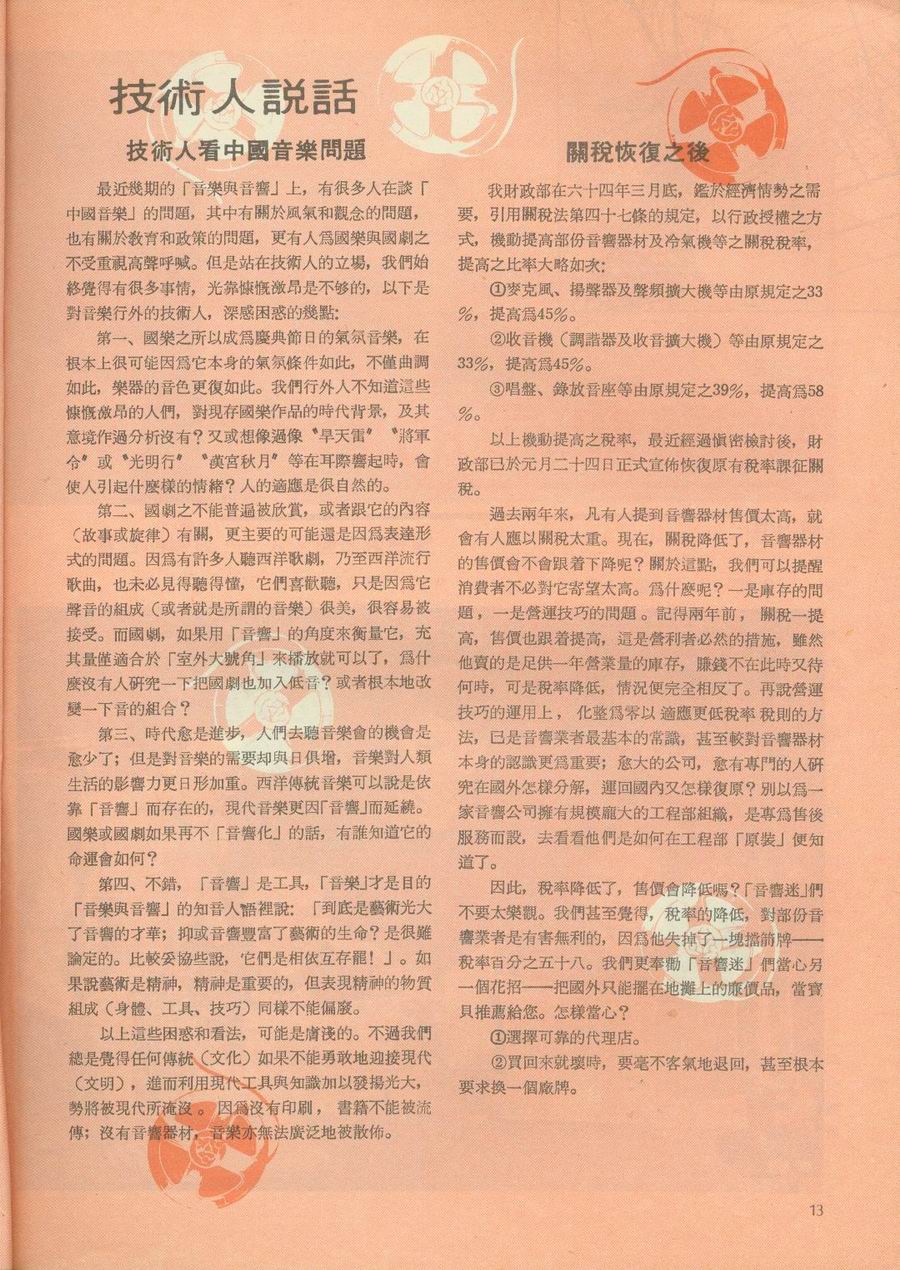 技術人説話
技術人看中國音樂問題
最近幾期的「音樂與音響」上，有很多人在談「
中國音樂」的問題，其中有關於風氣和觀念的問題，
也有關於教育和政策的問題，更有人爲國樂與國劇之
不受重視高聲呼喊。但是站在技術人的立場，我們始
終覺得有很多事情，光靠慷慨激昂是不够的，以下是
對音樂行外的技術人，深感困惑的幾點：
第一、國樂之所以成爲慶典節日的氣氛音樂，在
根本上很可能因爲它本身的氣氛條件如此，不僅曲調
如此，樂器的音色更復如此。我們行外人不知道這些
慷慨激昂的人們，對現存國樂作品的時代背景，及其
意境作過分析沒有？又或想像過像〝旱天雷〞〝將軍
令〞或〝光明行〞〝漢宮秋月〞等在耳際響起時，會
使人引起什麼樣的情緒？人的適應是很自然的。
第二、國劇之不能普遍被欣賞，或者跟它的內容
（故事或旋律）有關，更主要的可能還是因爲表達形
式的問題。因爲有許多人聽西洋歌劇，乃至西洋流行
歌曲，也未必見得聽得懂，它們喜歡聽，只是因爲它
聲音的組成（或者就是所謂的音樂）很美，很容易被
接受。而國劇，如果用「音響」的角度來衡量它，充
其量僅適合於「室外大號角」來播放就可以了，爲什
麽沒有人研究一下把國劇也加入低音？或者根本地改
變一下音的組合？
第三、時代愈是進步，人們去聽音樂會的機會是
愈少了；但是對音樂的需要却與日俱增，音樂對人類
生活的影響力更日形加重。西洋傳統音樂可以說是依
靠「音響」而存在的，現代音樂更因「音響」而延續。
國樂或國劇如果再不「音響化」的話，有誰知道它的
命運會如何？
第四、不錯，「音響」是工具，「音樂」才是目的
「音樂與音響」的知音人語裡說：「到底是藝術光大
了音響的才華；抑或音響豐富了藝術的生命？是很難
論定的。比較妥協些說，它們是相依互存罷！」。如
果說藝術是精神，精神是重要的，但表現精神的物質
組成（身體、工具、技巧）同樣不能偏廢。
以上這些困惑和看法，可能是膚淺的。不過我們
總是覺得任何傳統（文化）如果不能勇敢地迎接現代
（文明），進而利用現代工具與知識加以發揚光大，
勢將被現代所淹沒。因爲沒有印刷，書籍不能被流
傳；沒有音響器材，音樂亦無法廣泛地被散佈。
關稅恢復之後
我財政部在六十四年三月底，鑑於經濟情勢之需
要，引用關稅法第四十七條的規定，以行政授權之方
式，機動提高部份音響器材及冷氣機等之關稅稅率，
提高之比率大略如次：
①麥克風、揚聲器及聲頻擴大機等由原規定之33
%，提高爲45%。
②收音機（調諧器及收音擴大機）等由原規定之
33%，提高爲45%。
③唱盤、錄放音座等由原規定之39%，提高爲58
%。
以上機動提高之稅率，最近經過愼密檢討後，財
政部已於元月二十四日正式宣佈恢復原有稅率課征關
稅。
過去兩年來，凡有人提到音響器材售價太高，就
會有人應以關稅太重。現在，關稅降低了，音響器材
的售價會不會跟着下降呢？關於這點，我們可以提醒
消費者不必對它寄望太高。爲什麽呢？一是庫存的問
題，一是營運技巧的問題。記得兩年前，關稅一提
高，售價也跟着提高，這是營利者必然的措施，雖然
他賣的是足供一年營業量的庫存，賺錢不在此時又待
何時，可是稅率降低，情況便完全相反了。再說營運
技巧的運用上，化整爲零以適應更低稅率稅則的方
法，已是音響業者最基本的常識，甚至較對音響器材
本身的認識更爲重要；愈大的公司，愈有專門的人研
究在國外怎樣分解，運回國內又怎樣復原？別以爲一
家音響公司擁有規模龐大的工程部組織，是專爲售後
服務而設，去看看他們是如何在工程部「原裝」便知
道了。
因此，稅率降低了，售價會降低嗎？「音響迷」們
不要太樂觀。我們甚至覺得，稅率的降低，對部份音
響業者是有害無利的，因爲他失掉了一塊擋箭牌——
稅率百分之五十八。我們更奉勸「音響迷」們當心另
一個花招——把國外只能擺在地攤上的廉價品，當寶
貝推薦給您。怎樣當心？
①選擇可靠的代理店。
②買回來就壞時，要毫不客氣地退回，甚至根本
要求換一個廠牌。
13